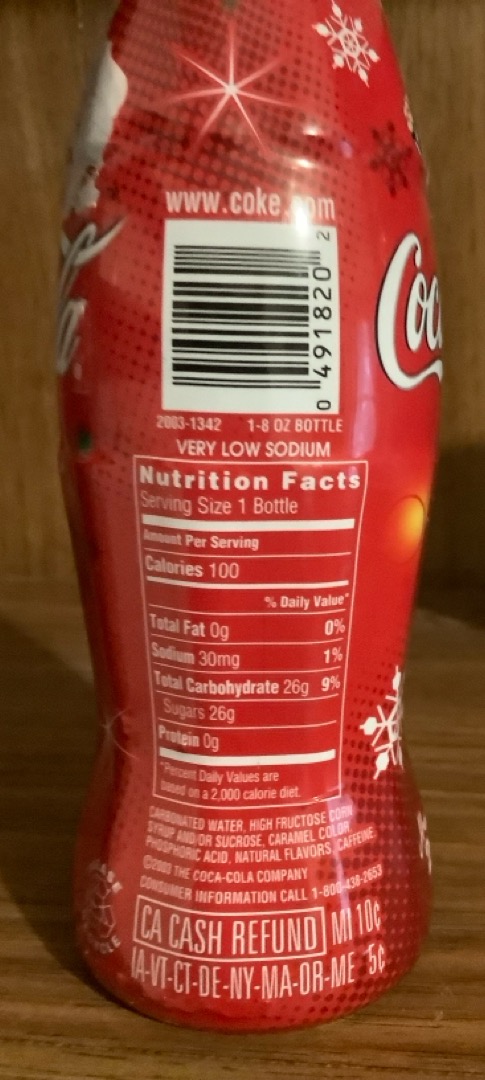 www.coke.com
0 491820 2
2003-1342 1-8 OZ BOTTLE
VERY LOW SODIUM
Nutrition Facts
Serving Size 1 Bottle
Amount Per Serving
Calories 100
% Daily Value*
Total Fat 0g 0%
Sodium 30mg 1%
Total Carbohydrate 26g 9%
Sugars 26g
Protein 0g
*Percent Daily Values are
based on a 2,000 calorie diet.
CARBONATED WATER, HIGH FRUCTOSE CORN
SYRUP AND/OR SUCROSE, CARAMEL COLOR,
PHOSPHORIC ACID, NATURAL FLAVORS, CAFFEINE
©2003 THE COCA-COLA COMPANY
CONSUMER INFORMATION CALL 1-800-438-2653
CA CASH REFUND MI 10¢
IA-VT-CT-DE-NY-MA-OR-ME 5¢
Coc